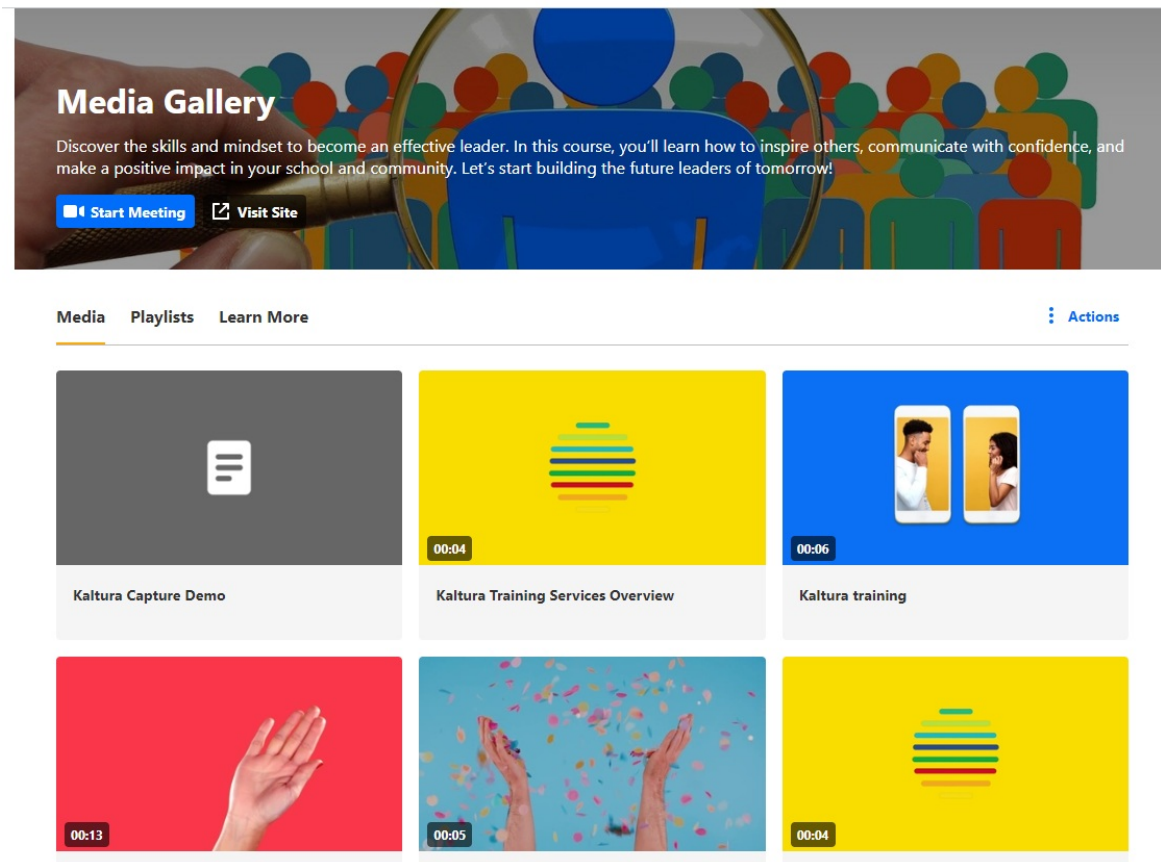 Media Gallery
Discover the skills and mindset to become an effective leader. In this course, you'll learn how to inspire others, communicate with confidence, and
make a positive impact in your school and community. Let's start building the future leaders of tomorrow!
Start Meeting Visit Site
Media Playlists Learn More Actions
00:04 00:06
Kaltura Capture Demo Kaltura Training Services Overview Kaltura training
00:13 00:05 00:04